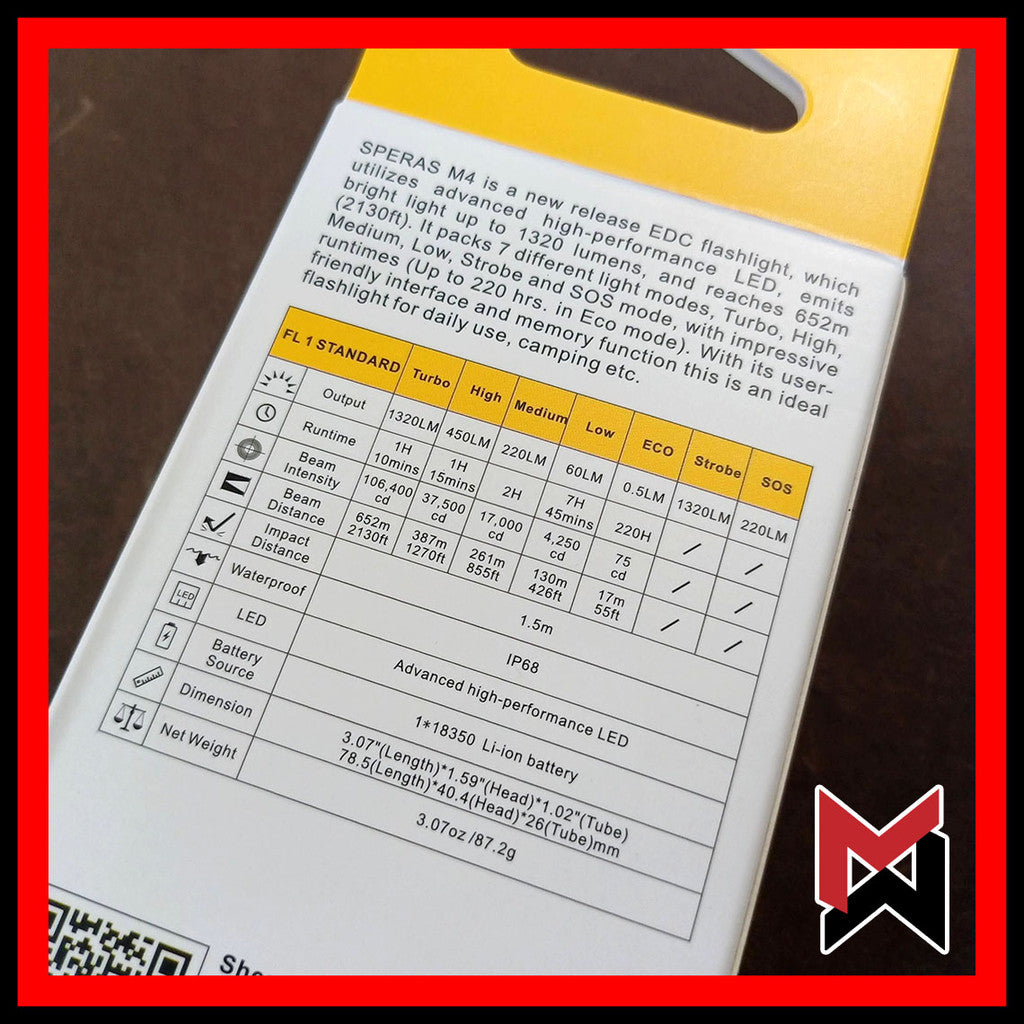 SPERAS M4 is a new release EDC flashlight, which
utilizes advanced high-performance LED, emits
bright light up to 1320 lumens, and reaches 652m
(2130ft). It packs 7 different light modes, Turbo, High,
Medium, Low, Strobe and SOS mode, with impressive
runtimes (Up to 220 hrs. in Eco mode). With its user-
friendly interface and memory function this is an ideal
flashlight for daily use, camping etc.
FL 1 STANDARD Turbo High Medium Low ECO Strobe SOS
Output 1320LM 450LM 220LM 60LM 0.5LM 1320LM 220LM
Runtime 1H 10mins 1H 15mins 2H 7H 45mins 220H / /
Beam Intensity 106,400 cd 37,500 cd 17,000 cd 4,250 cd 75 cd / /
Beam Distance 652m 2130ft 387m 1270ft 261m 855ft 130m 426ft 17m 55ft / /
Impact Distance 1.5m
Waterproof IP68
LED LED Advanced high-performance LED
Battery Source 1*18350 Li-ion battery
Dimension 3.07"(Length)*1.59"(Head)*1.02"(Tube)
78.5(Length)*40.4(Head)*26(Tube)mm
Net Weight 3.07oz /87.2g